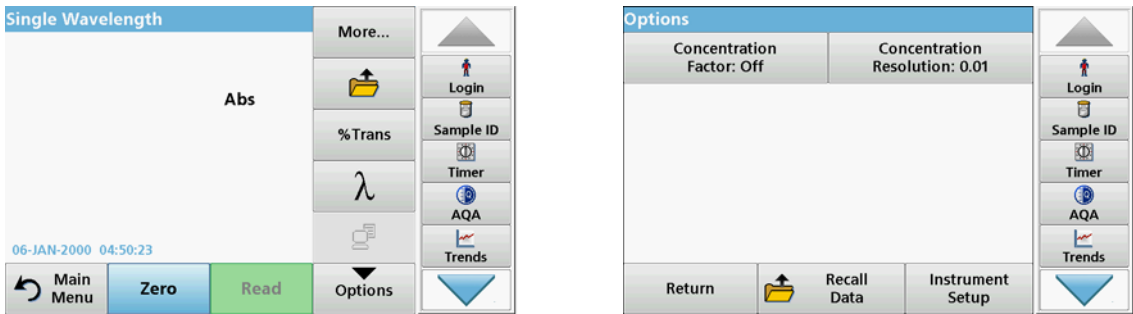 Single Wavelength
More...
Abs
%Trans
λ
06-JAN-2000 04:50:23
Main
Menu
Zero
Read
Options
Login
Sample ID
Timer
AQA
Trends
Options
Concentration
Factor: Off
Concentration
Resolution: 0.01
Return
Recall
Data
Instrument
Setup
Login
Sample ID
Timer
AQA
Trends